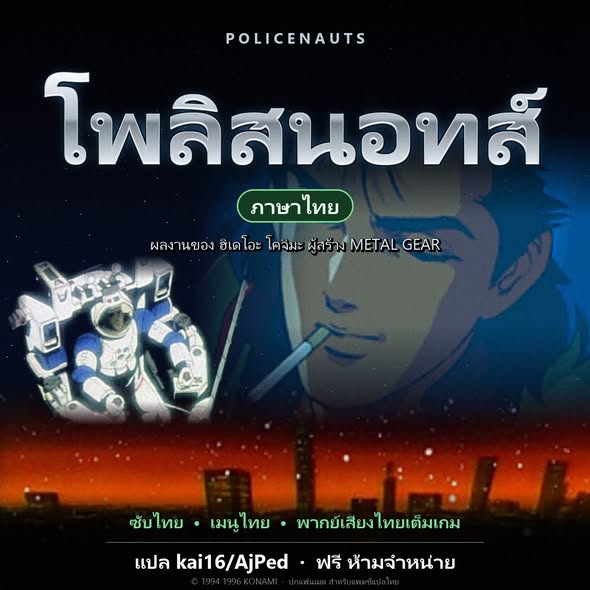 POLICENAUTS
โพลิสนอทส์
ภาษาไทย
ผลงานของ ฮิเดโอะ โคจิมะ ผู้สร้าง METAL GEAR
ซับไทย • เมนูไทย • พากย์เสียงไทยเต็มเกม
แปล kai16/AjPed · ฟรี ห้ามจำหน่าย
© 1994 1996 KONAMI · ปกแฟนเมด สำหรับแพตช์แปลไทย